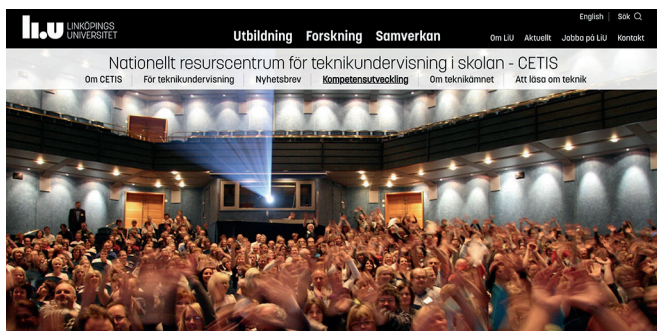 English
Sök
LINKÖPINGS
UNIVERSITET
Utbildning Forskning Samverkan
Om LiU Aktuellt Jobba på LiU Kontakt
Nationellt resurscentrum för teknikundervisning i skolan - CETIS
Om CETIS För teknikundervisning Nyhetsbrev Kompetensutveckling Om teknikämnet Att läsa om teknik